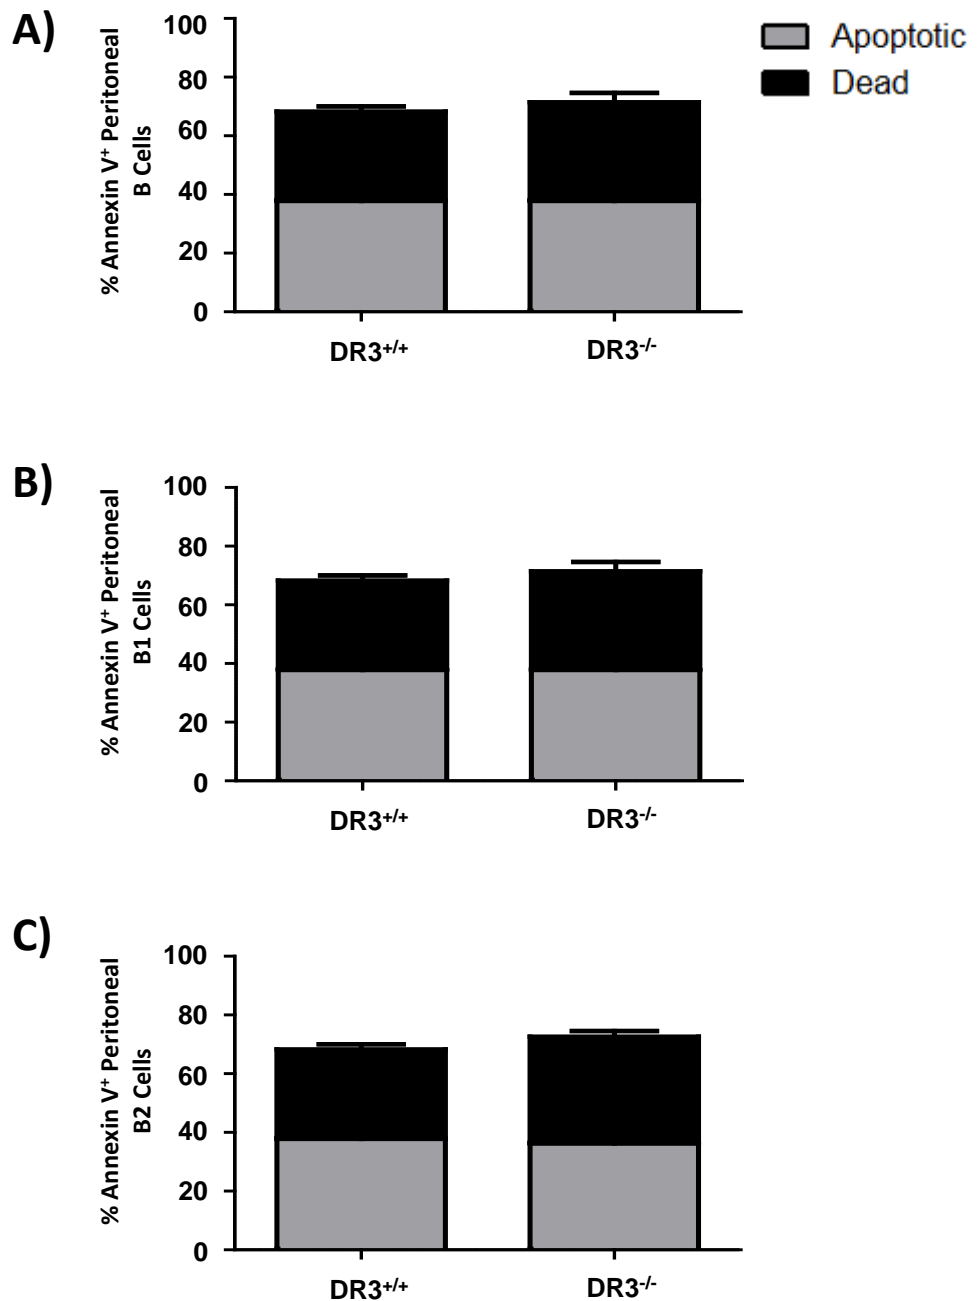 A)
% Annexin V⁺ Peritoneal
B Cells
100
80
60
40
20
0
DR3⁺/⁺
DR3⁻/⁻
Apoptotic
Dead
B)
% Annexin V⁺ Peritoneal
B1 Cells
100
80
60
40
20
0
DR3⁺/⁺
DR3⁻/⁻
C)
% Annexin V⁺ Peritoneal
B2 Cells
100
80
60
40
20
0
DR3⁺/⁺
DR3⁻/⁻